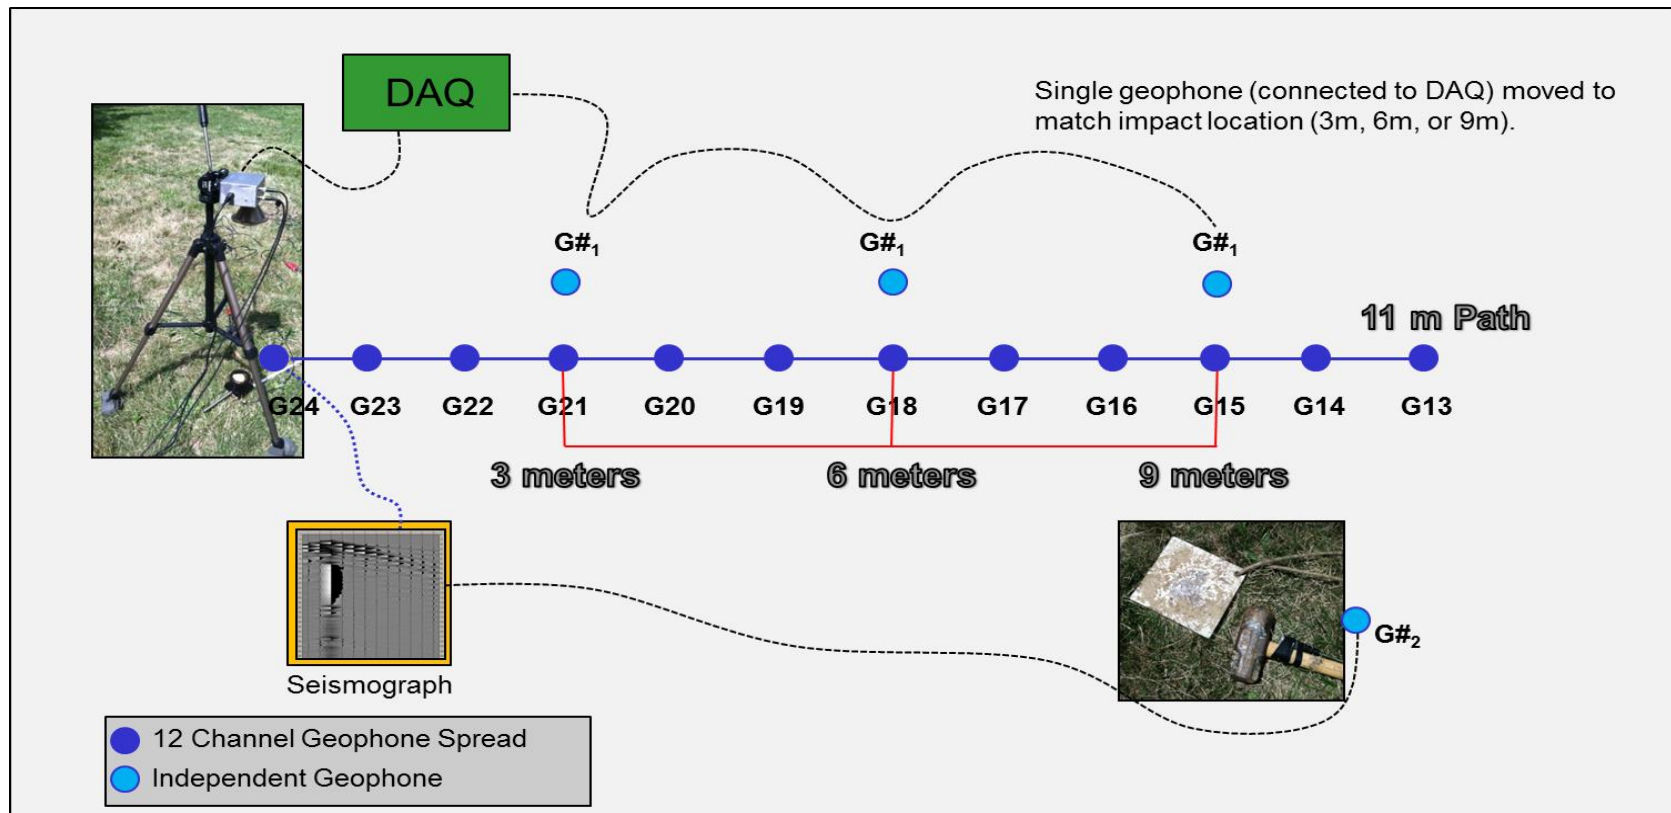 DAQ
Single geophone (connected to DAQ) moved to
match impact location (3m, 6m, or 9m).
G#₁ G#₁ G#₁
11 m Path
G24 G23 G22 G21 G20 G19 G18 G17 G16 G15 G14 G13
3 meters 6 meters 9 meters
G#₂
Seismograph
12 Channel Geophone Spread
Independent Geophone